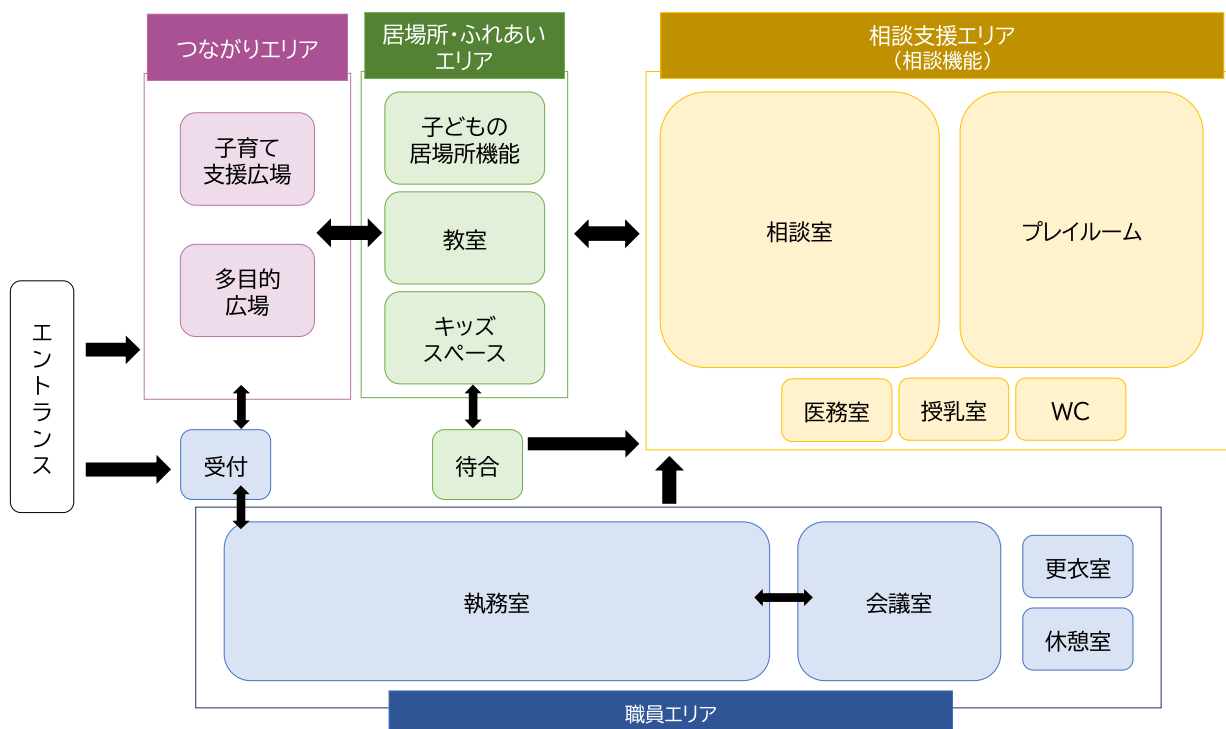 つながりエリア
居場所・ふれあい
エリア
相談支援エリア
（相談機能）
子育て
支援広場
多目的
広場
子どもの
居場所機能
教室
キッズ
スペース
相談室
プレイルーム
医務室
授乳室
WC
エントランス
受付
待合
執務室
会議室
更衣室
休憩室
職員エリア